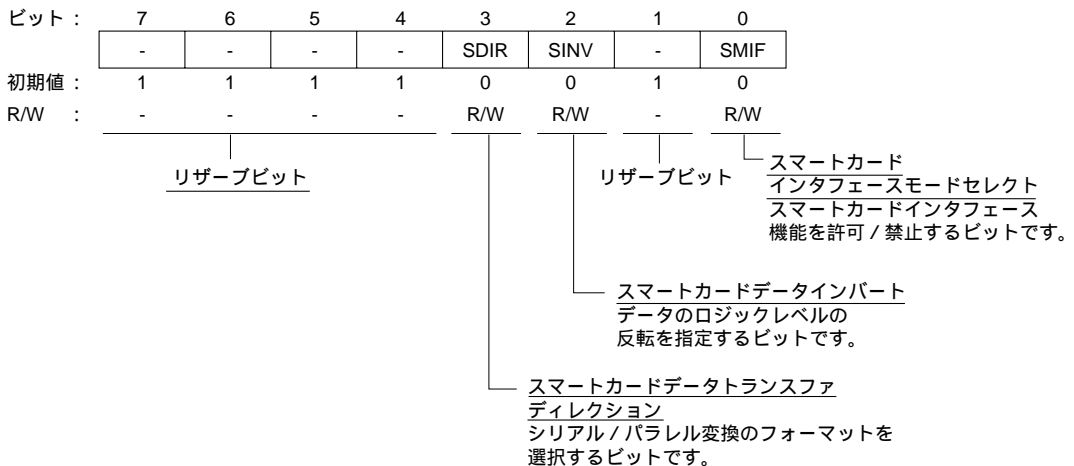 ビット : 7 6 5 4 3 2 1 0
- - - - SDIR SINV - SMIF
初期値 : 1 1 1 1 0 0 1 0
R/W : - - - - R/W R/W - R/W
リザーブビット
リザーブビット
スマートカード
インタフェースモードセレクト
スマートカードインタフェース
機能を許可 / 禁止するビットです。
スマートカードデータインバート
データのロジックレベルの
反転を指定するビットです。
スマートカードデータトランスファ
ディレクション
シリアル / パラレル変換のフォーマットを
選択するビットです。